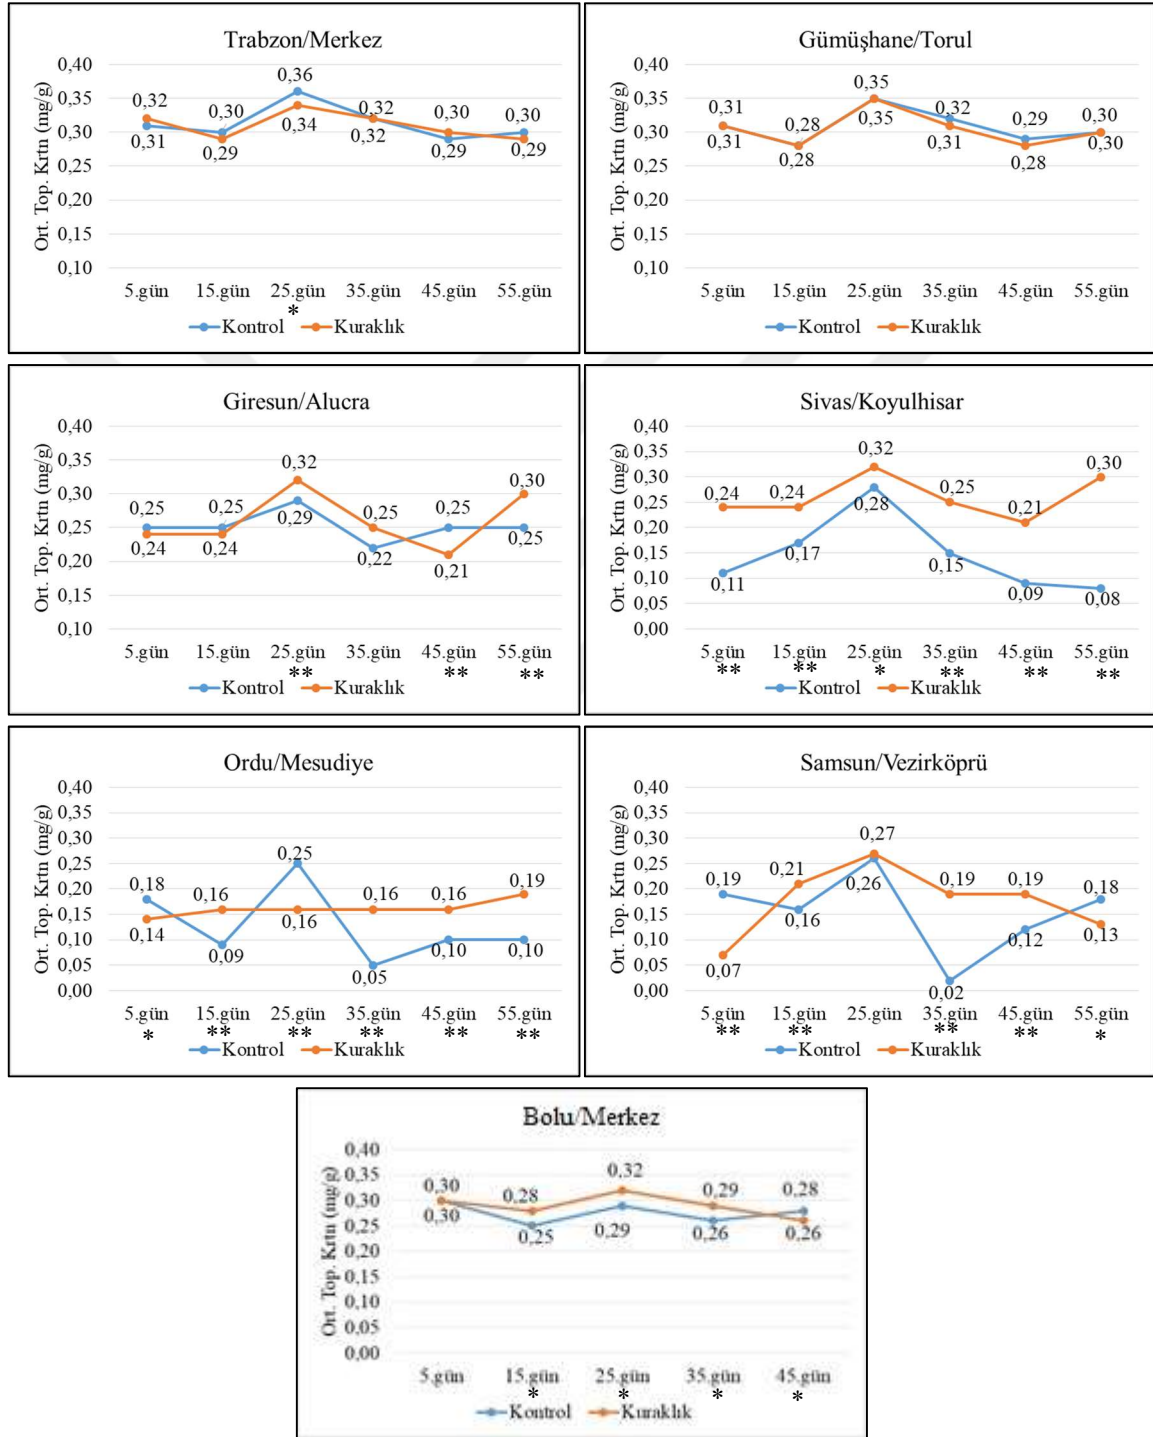 Trabzon/Merkez
Ort. Top. Krtn (mg/g)
0,40
0,35
0,30
0,25
0,20
0,15
0,10
0,32 0,30 0,36 0,32 0,30 0,30
0,31 0,29 0,34 0,32 0,29 0,29
5.gün 15.gün 25.gün 35.gün 45.gün 55.gün
*
Kontrol Kuraklık
Gümüşhane/Torul
Ort. Top. Krtn (mg/g)
0,40
0,35
0,30
0,25
0,20
0,15
0,10
0,31 0,28 0,35 0,32 0,29 0,30
0,31 0,28 0,35 0,31 0,28 0,30
5.gün 15.gün 25.gün 35.gün 45.gün 55.gün
Kontrol Kuraklık
Giresun/Alucra
Ort. Top. Krtn (mg/g)
0,40
0,35
0,30
0,25
0,20
0,15
0,10
0,25 0,25 0,32 0,25 0,25 0,30
0,24 0,24 0,29 0,22 0,21 0,25
5.gün 15.gün 25.gün 35.gün 45.gün 55.gün
** ** **
Kontrol Kuraklık
Sivas/Koyulhisar
Ort. Top. Krtn (mg/g)
0,40
0,35
0,30
0,25
0,20
0,15
0,10
0,05
0,00
0,24 0,24 0,32 0,25 0,21 0,30
0,11 0,17 0,28 0,15 0,09 0,08
5.gün 15.gün 25.gün 35.gün 45.gün 55.gün
** ** * ** ** **
Kontrol Kuraklık
Ordu/Mesudiye
Ort. Top. Krtn (mg/g)
0,40
0,35
0,30
0,25
0,20
0,15
0,10
0,05
0,00
0,18 0,16 0,25 0,16 0,16 0,19
0,14 0,09 0,16 0,05 0,10 0,10
5.gün 15.gün 25.gün 35.gün 45.gün 55.gün
* ** ** ** ** **
Kontrol Kuraklık
Samsun/Vezirköprü
Ort. Top. Krtn (mg/g)
0,40
0,35
0,30
0,25
0,20
0,15
0,10
0,05
0,00
0,19 0,21 0,27 0,19 0,19 0,18
0,07 0,16 0,26 0,02 0,12 0,13
5.gün 15.gün 25.gün 35.gün 45.gün 55.gün
** ** ** ** *
Kontrol Kuraklık
Bolu/Merkez
Ort. Top. Krtn (mg/g)
0,40
0,35
0,30
0,25
0,20
0,15
0,10
0,05
0,00
0,30 0,28 0,32 0,29 0,28
0,30 0,25 0,29 0,26 0,26
5.gün 15.gün 25.gün 35.gün 45.gün
* * * *
Kontrol Kuraklık